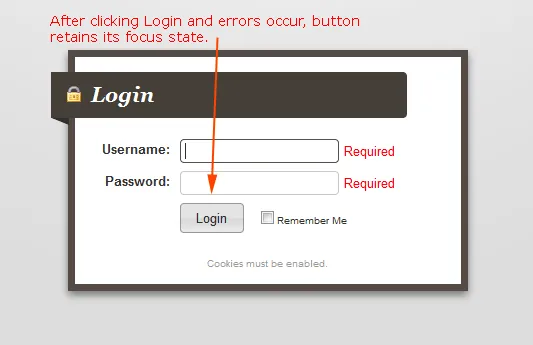 After clicking Login and errors occur, button
retains its focus state.
Login
Username: Required
Password: Required
Login Remember Me
Cookies must be enabled.